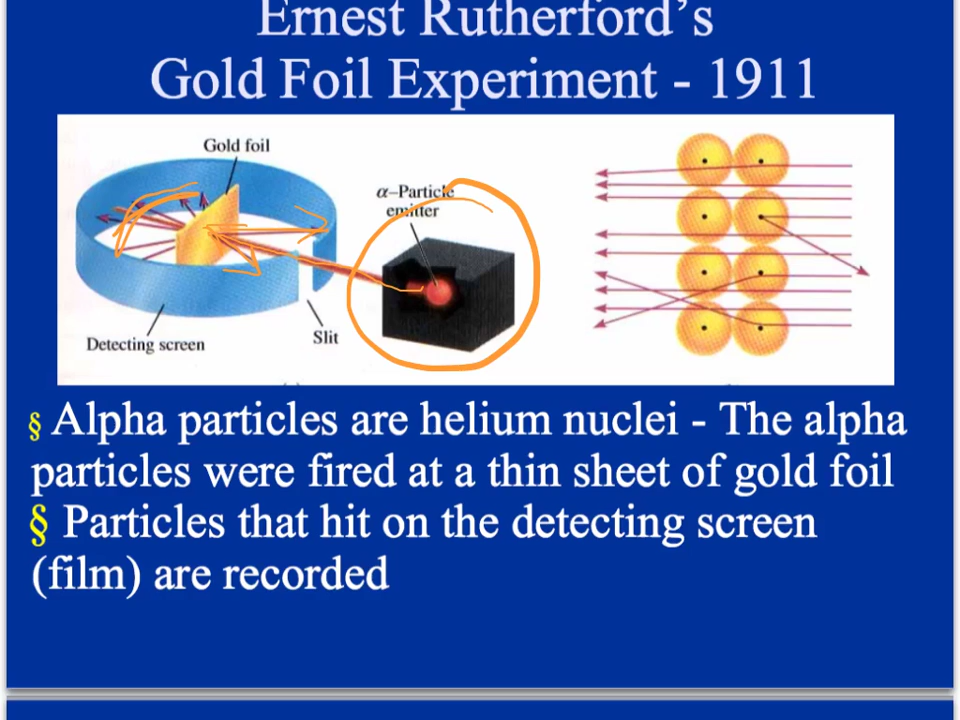 Ernest Rutherford's
Gold Foil Experiment - 1911
Gold foil
α–Particle
emitter
Detecting screen
Slit
§ Alpha particles are helium nuclei - The alpha
particles were fired at a thin sheet of gold foil
§ Particles that hit on the detecting screen
(film) are recorded